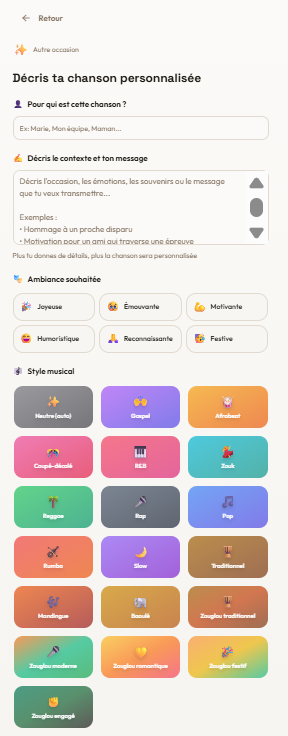 ← Retour
✨ Autre occasion
Décris ta chanson personnalisée
Pour qui est cette chanson ?
Ex: Marie, Mon équipe, Maman...
Décris le contexte et ton message
Décris l'occasion, les émotions, les souvenirs ou le message
que tu veux transmettre...
Exemples :
• Hommage à un proche disparu
• Motivation pour un ami qui traverse une épreuve
Plus tu donnes de détails, plus la chanson sera personnalisée
Ambiance souhaitée
Joyeuse
Émouvante
Motivante
Humoristique
Reconnaissante
Festive
Style musical
Neutre (auto)
Gospel
Afrobeat
Coupé-décalé
R&B
Zouk
Reggae
Rap
Pop
Rumba
Slow
Traditionnel
Mandingue
Baoulé
Zouglou traditionnel
Zouglou moderne
Zouglou romantique
Zouglou festif
Zouglou engagé